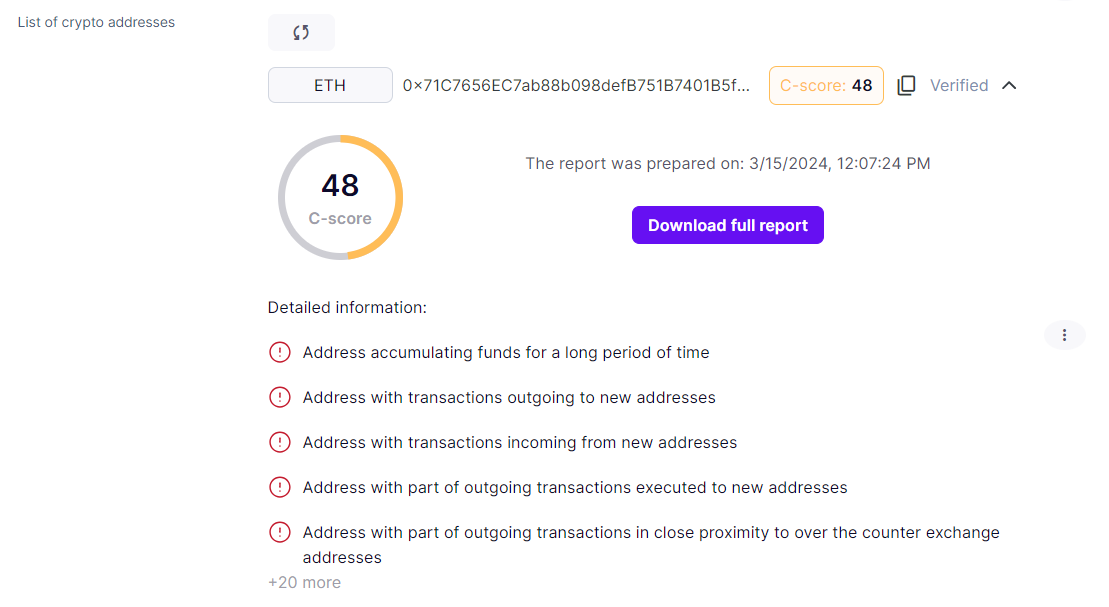 List of crypto addresses
ETH
0x71C7656EC7ab88b098defB751B7401B5f...
C-score: 48
Verified
48
C-score
The report was prepared on: 3/15/2024, 12:07:24 PM
Download full report
Detailed information:
Address accumulating funds for a long period of time
Address with transactions outgoing to new addresses
Address with transactions incoming from new addresses
Address with part of outgoing transactions executed to new addresses
Address with part of outgoing transactions in close proximity to over the counter exchange
addresses
+20 more